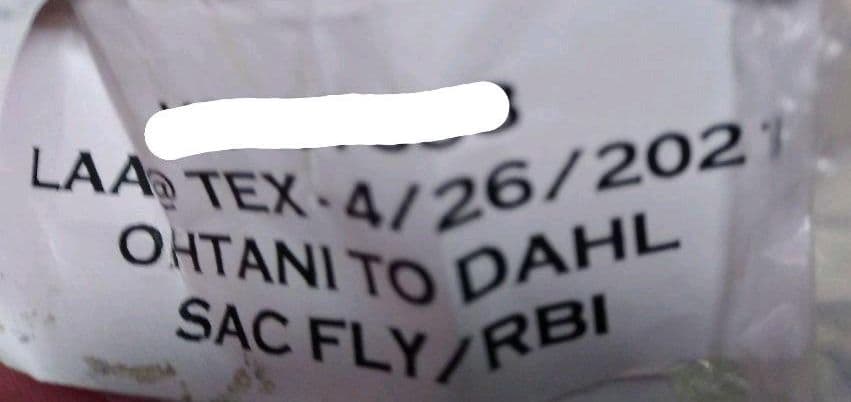 LAA@ TEX-4/26/2021
OHTANI TO DAHL
SAC FLY/RBI